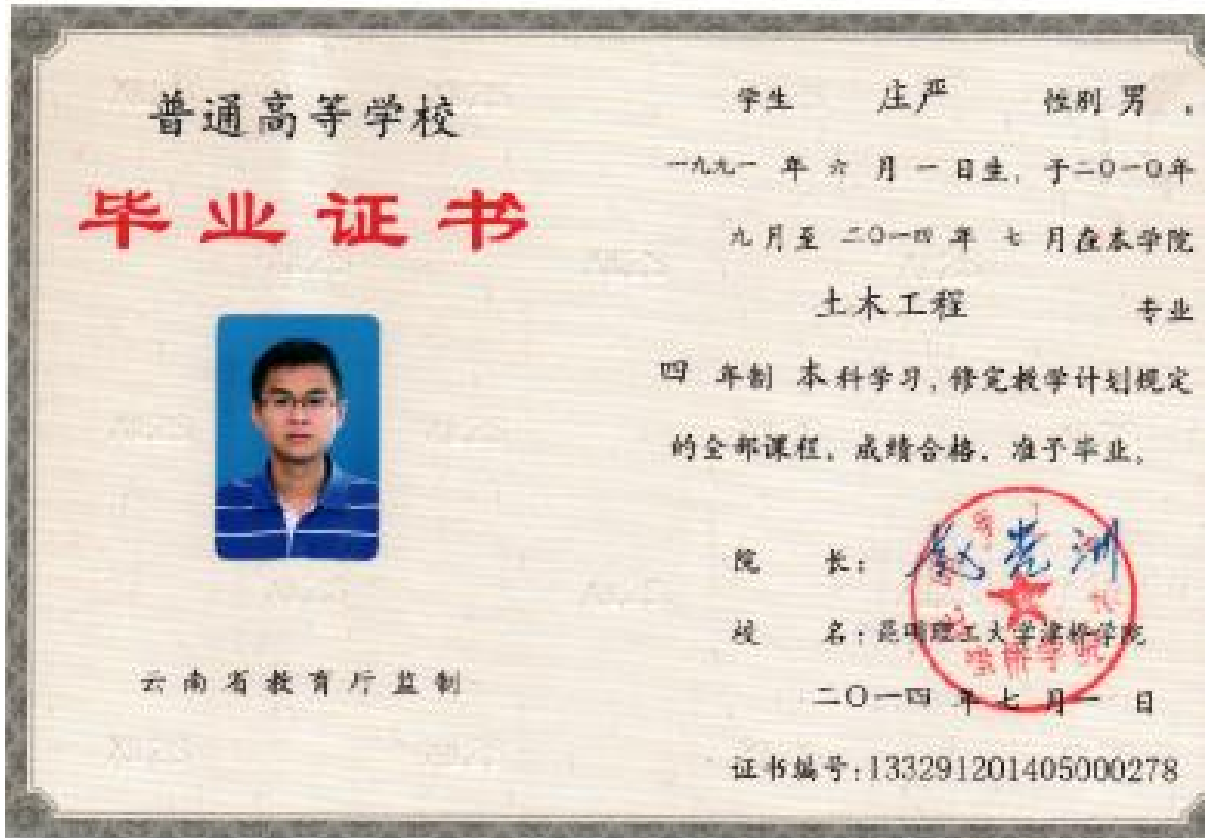 普通高等学校
毕业证书
云南省教育厅监制
学生 庄严 性别 男 ,
一九九一 年 六 月 一 日生, 于二〇一〇年
九月至 二〇一四 年 七 月在本学院
土木工程 专业
四 年制 本科学习, 修完教学计划规定
的全部课程, 成绩合格, 准予毕业。
院 长:
校 名: 昆明理工大学津桥学院
二〇一四 年 七 月 一 日
证书编号: 133291201405000278